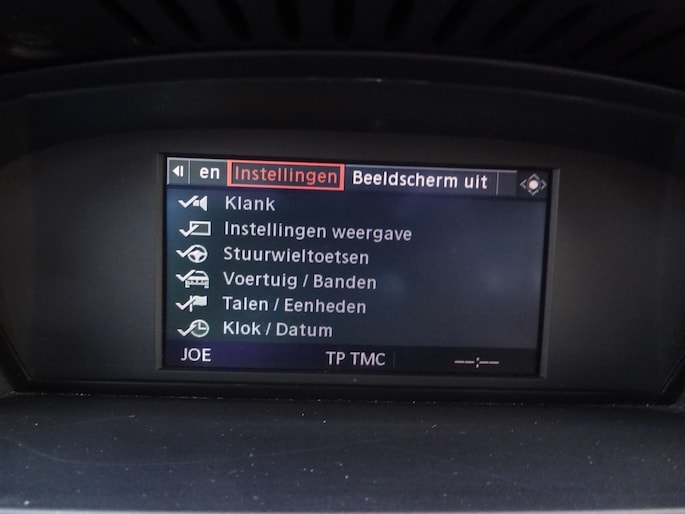 en Instellingen Beeldscherm uit
Klank
Instellingen weergave
Stuurwieltoetsen
Voertuig / Banden
Talen / Eenheden
Klok / Datum
JOE TP TMC --:--